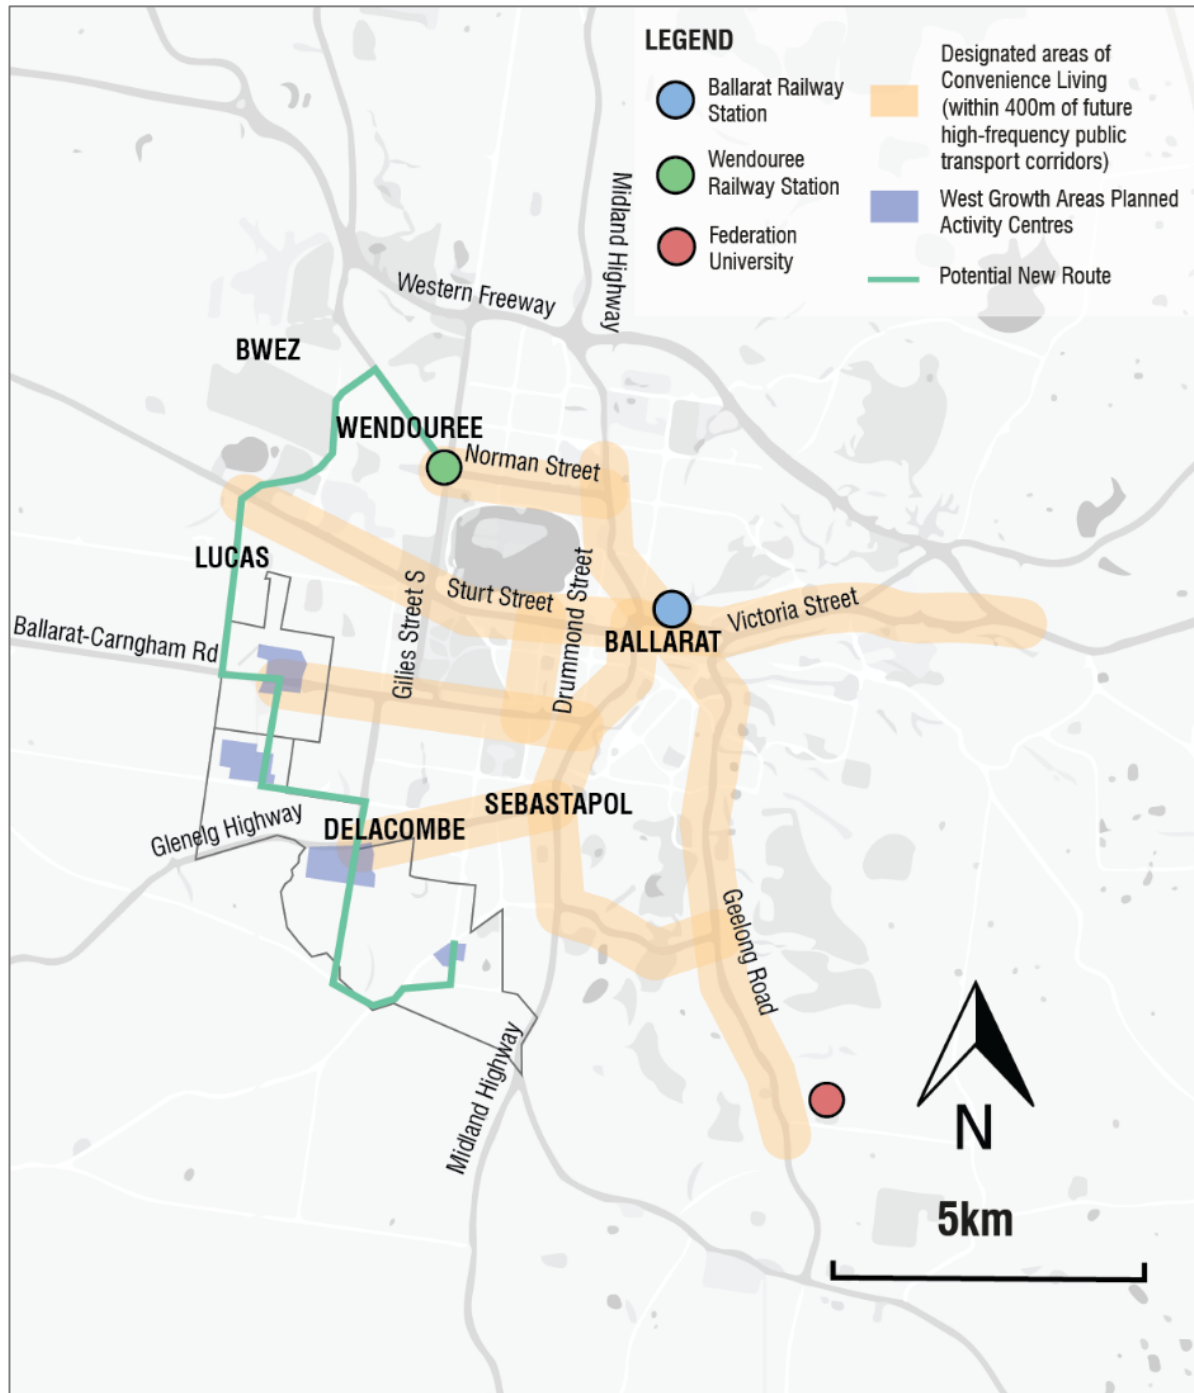 LEGEND
Ballarat Railway
Station
Wendouree
Railway Station
Federation
University
Designated areas of
Convenience Living
(within 400m of future
high-frequency public
transport corridors)
West Growth Areas Planned
Activity Centres
Potential New Route
Midland Highway
Western Freeway
BWEZ
WENDOUREE
Norman Street
LUCAS
Gillies Street S
Sturt Street
Drummond Street
Victoria Street
BALLARAT
Ballarat-Carngham Rd
SEBASTAPOL
Glenelg Highway
DELACOMBE
Geelong Road
Midland Highway
N
5km